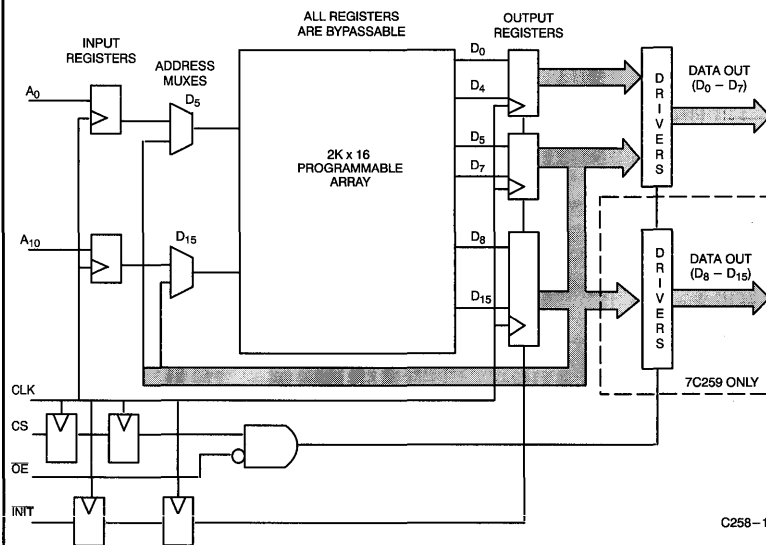 ALL REGISTERS
ARE BYPASSABLE
OUTPUT
REGISTERS
INPUT
REGISTERS
ADDRESS
MUXES
A0
D5
D0
D4
D5
D7
2K x 16
PROGRAMMABLE
ARRAY
DRIVERS
DATA OUT
(D0 – D7)
A10
D15
D8
D15
DRIVERS
DATA OUT
(D8 – D15)
7C259 ONLY
CLK
CS
OE
INIT
C258–1